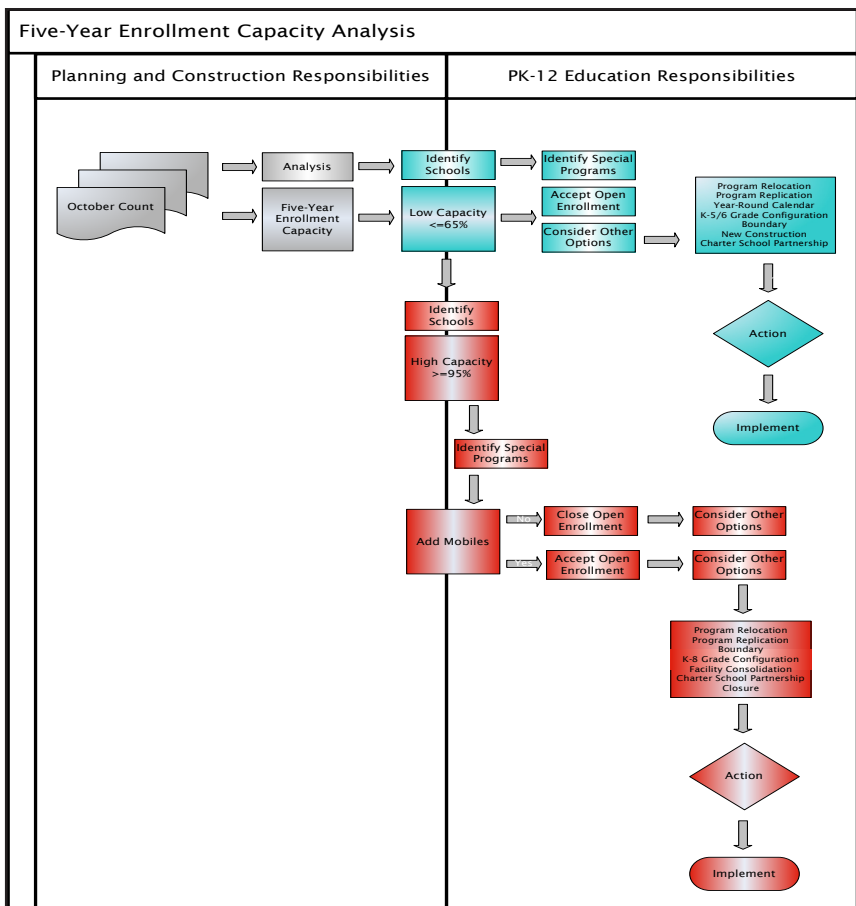 Five-Year Enrollment Capacity Analysis
Planning and Construction Responsibilities
PK-12 Education Responsibilities
October Count
Analysis
Five-Year
Enrollment
Capacity
Identify
Schools
Low Capacity
<=65%
Identify Special
Programs
Accept Open
Enrollment
Consider Other
Options
Program Relocation
Program Replication
Year-Round Calendar
K-5/6 Grade Configuration
Boundary
New Construction
Charter School Partnership
Action
Implement
Identify
Schools
High Capacity
>=95%
Identify Special
Programs
Add Mobiles
No
Close Open
Enrollment
Consider Other
Options
Yes
Accept Open
Enrollment
Consider Other
Options
Program Relocation
Program Replication
Boundary
K-8 Grade Configuration
Facility Consolidation
Charter School Partnership
Closure
Action
Implement